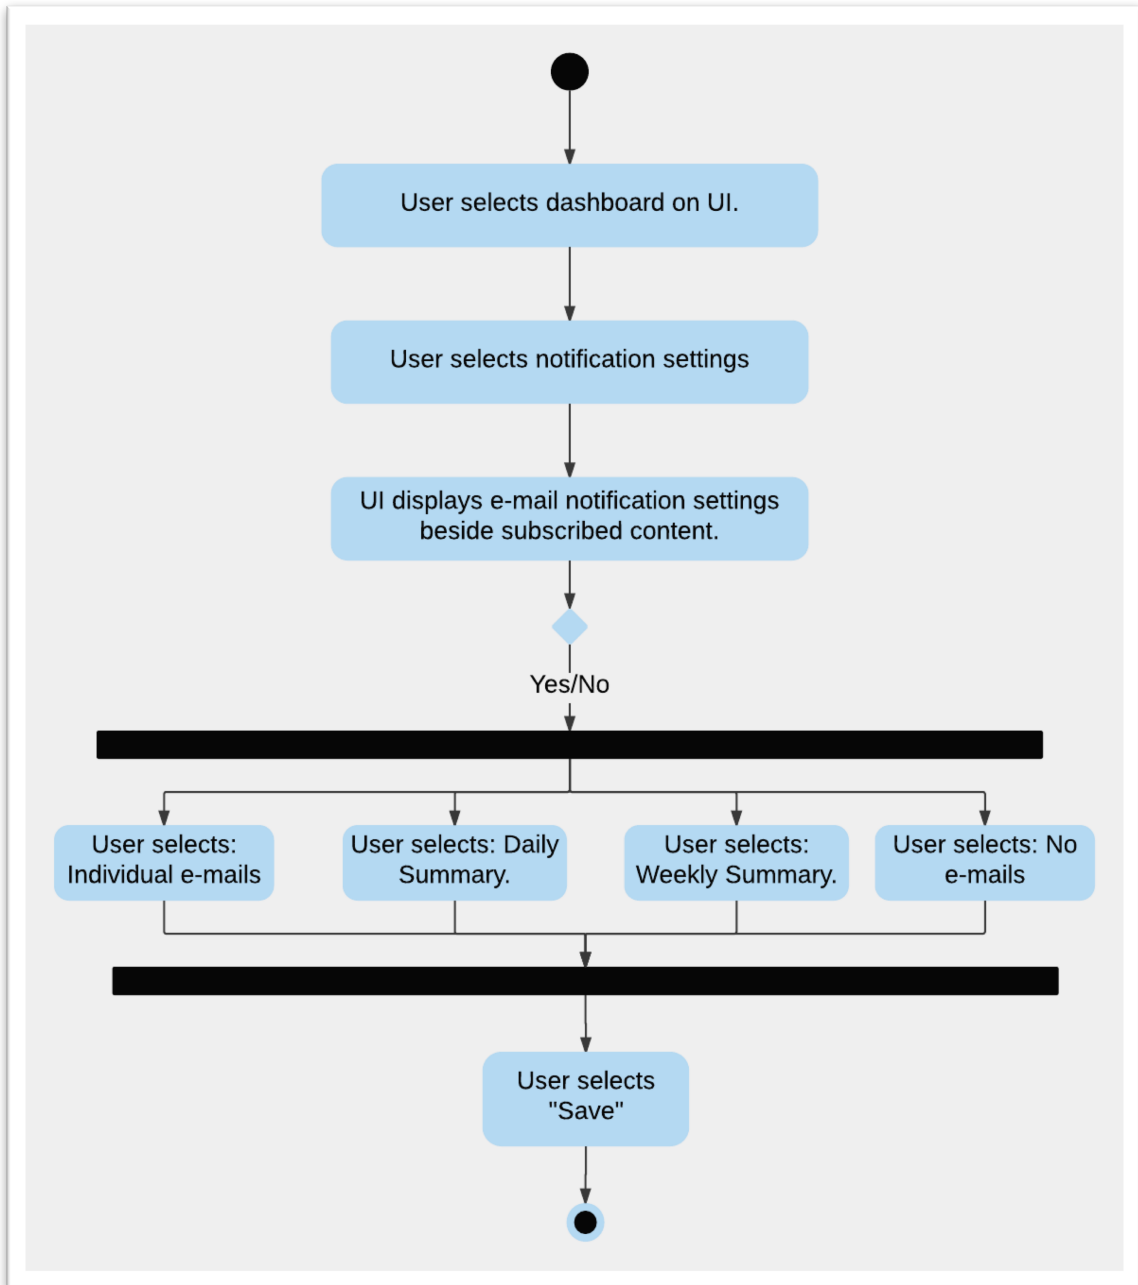 User selects dashboard on UI.
User selects notification settings
UI displays e-mail notification settings
beside subscribed content.
Yes/No
User selects:
Individual e-mails
User selects: Daily
Summary.
User selects:
Weekly Summary.
User selects: No
e-mails
User selects
"Save"